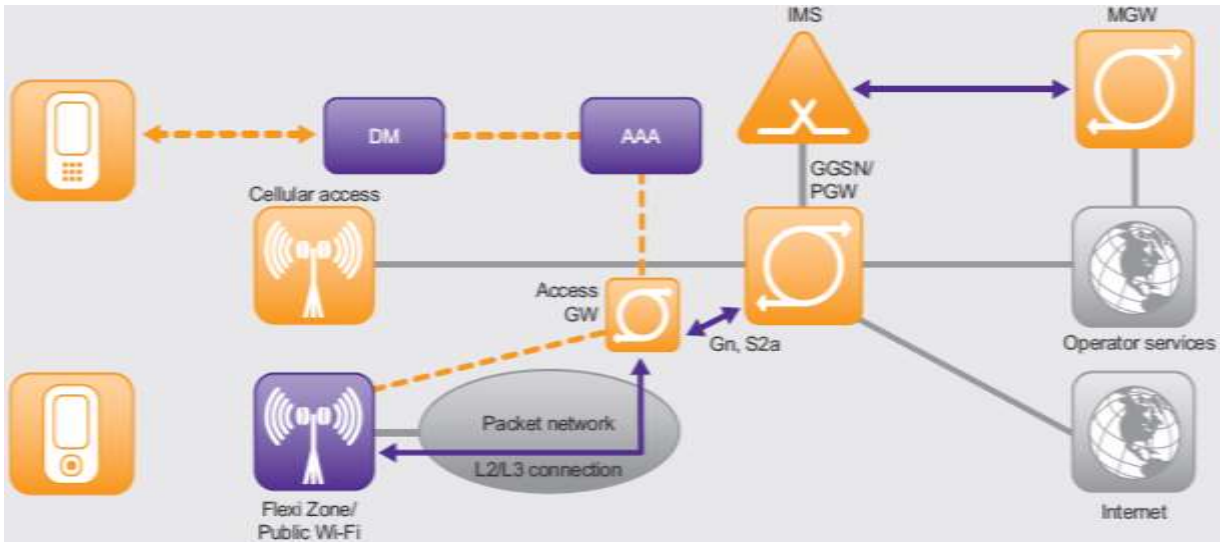 IMS
MGW
DM
AAA
GGSN/
PGW
Cellular access
Access
GW
Gn, S2a
Operator services
Packet network
L2/L3 connection
Flexi Zone/
Public Wi-Fi
Internet